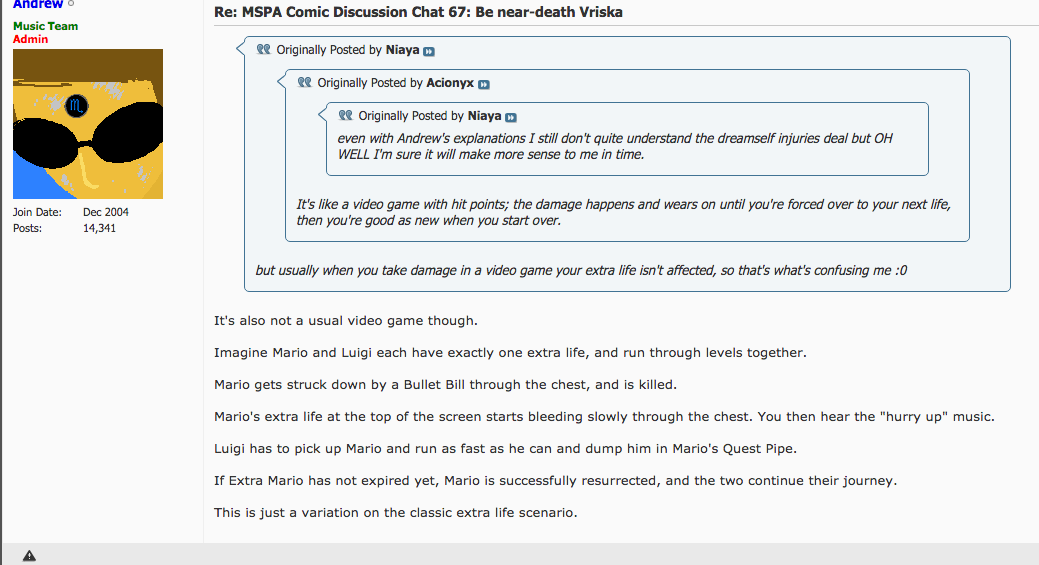 Andrew
Music Team
Admin
Join Date: Dec 2004
Posts: 14,341
Re: MSPA Comic Discussion Chat 67: Be near-death Vriska
Originally Posted by Niaya
Originally Posted by Acionyx
Originally Posted by Niaya
even with Andrew's explanations I still don't quite understand the dreamself injuries deal but OH
WELL I'm sure it will make more sense to me in time.
It's like a video game with hit points; the damage happens and wears on until you're forced over to your next life,
then you're good as new when you start over.
but usually when you take damage in a video game your extra life isn't affected, so that's what's confusing me :0
It's also not a usual video game though.
Imagine Mario and Luigi each have exactly one extra life, and run through levels together.
Mario gets struck down by a Bullet Bill through the chest, and is killed.
Mario's extra life at the top of the screen starts bleeding slowly through the chest. You then hear the "hurry up" music.
Luigi has to pick up Mario and run as fast as he can and dump him in Mario's Quest Pipe.
If Extra Mario has not expired yet, Mario is successfully resurrected, and the two continue their journey.
This is just a variation on the classic extra life scenario.